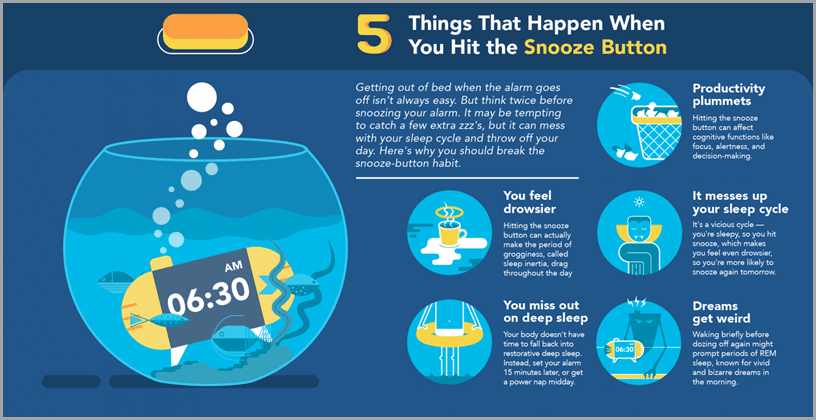 5 Things That Happen When
You Hit the Snooze Button
Getting out of bed when the alarm goes
off isn't always easy. But think twice before
snoozing your alarm. It may be tempting
to catch a few extra zzz's, but it can mess
with your sleep cycle and throw off your
day. Here's why you should break the
snooze-button habit.
Productivity
plummets
Hitting the snooze
button can affect
cognitive functions like
focus, alertness, and
decision-making.
You feel
drowsier
Hitting the snooze
button can actually
make the period of
grogginess, called
sleep inertia, drag
throughout the day
It messes up
your sleep cycle
It's a vicious cycle —
you're sleepy, so you hit
snooze, which makes
you feel even drowsier,
so you're more likely to
snooze again tomorrow.
You miss out
on deep sleep
Your body doesn't have
time to fall back into
restorative deep sleep.
Instead, set your alarm
15 minutes later, or get
a power nap midday.
Dreams
get weird
Waking briefly before
dozing off again might
prompt periods of REM
sleep, known for vivid
and bizarre dreams in
the morning.
AM
06:30
06:30